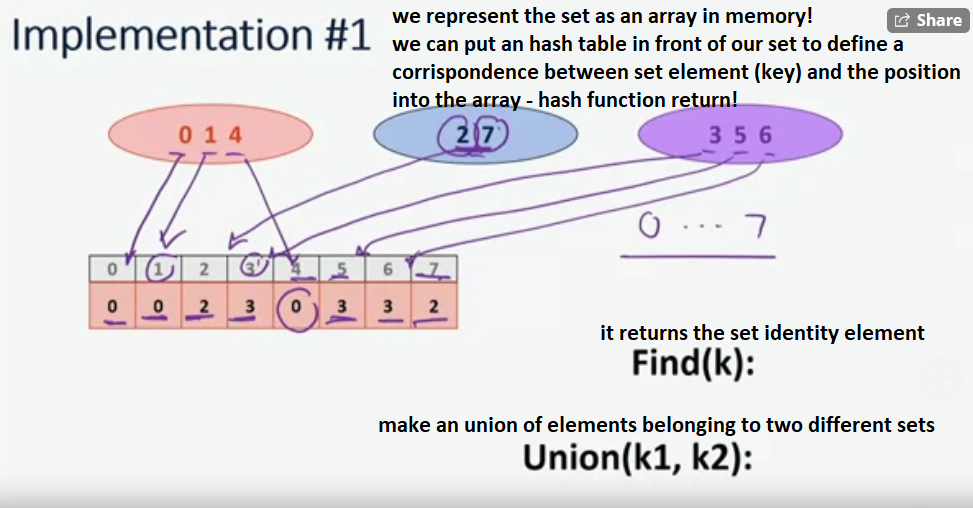 Implementation #1
we represent the set as an array in memory!
we can put an hash table in front of our set to define a
corrispondence between set element (key) and the position
into the array - hash function return!
Share
0 1 4
2 7
3 5 6
0 ... 7
0 1 2 3 4 5 6 7
0 0 2 3 0 3 3 2
it returns the set identity element
Find(k):
make an union of elements belonging to two different sets
Union(k1, k2):